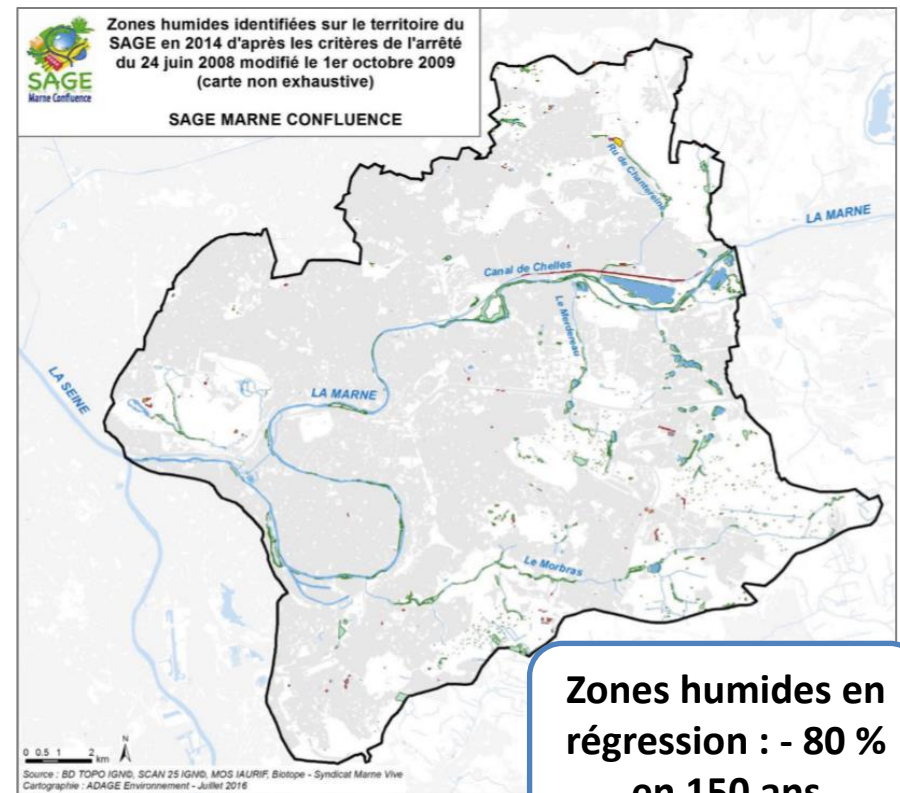 Zones humides identifiées sur le territoire du
SAGE en 2014 d'après les critères de l'arrêté
du 24 juin 2008 modifié le 1er octobre 2009
(carte non exhaustive)
SAGE MARNE CONFLUENCE
SAGE
Marne Confluence
Ru de Chantereine
LA MARNE
Canal de Chelles
Le Merdereau
LA SEINE
LA MARNE
Le Morbras
Zones humides en
régression : - 80 %
en 150 ans
0 0.5 1 2 km
N
Source : BD TOPO IGN©, SCAN 25 IGN©, MOS IAURIF, Biotope - Syndicat Marne Vive
Cartographie : ADAGE Environnement - Juillet 2016